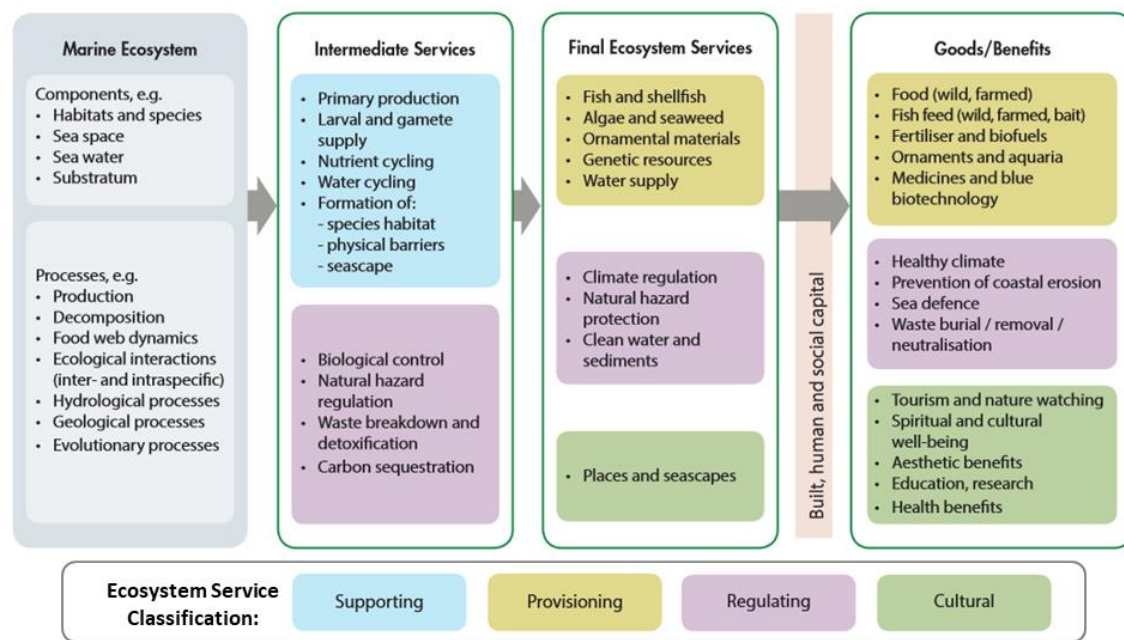 Marine Ecosystem
Components, e.g.
• Habitats and species
• Sea space
• Sea water
• Substratum
Processes, e.g.
• Production
• Decomposition
• Food web dynamics
• Ecological interactions
(inter- and intraspecific)
• Hydrological processes
• Geological processes
• Evolutionary processes
Intermediate Services
• Primary production
• Larval and gamete
supply
• Nutrient cycling
• Water cycling
• Formation of:
- species habitat
- physical barriers
- seascape
• Biological control
• Natural hazard
regulation
• Waste breakdown and
detoxification
• Carbon sequestration
Final Ecosystem Services
• Fish and shellfish
• Algae and seaweed
• Ornamental materials
• Genetic resources
• Water supply
• Climate regulation
• Natural hazard
protection
• Clean water and
sediments
• Places and seascapes
Built, human and social capital
Goods/Benefits
• Food (wild, farmed)
• Fish feed (wild, farmed, bait)
• Fertiliser and biofuels
• Ornaments and aquaria
• Medicines and blue
biotechnology
• Healthy climate
• Prevention of coastal erosion
• Sea defence
• Waste burial / removal /
neutralisation
• Tourism and nature watching
• Spiritual and cultural
well-being
• Aesthetic benefits
• Education, research
• Health benefits
Ecosystem Service
Classification:
Supporting
Provisioning
Regulating
Cultural